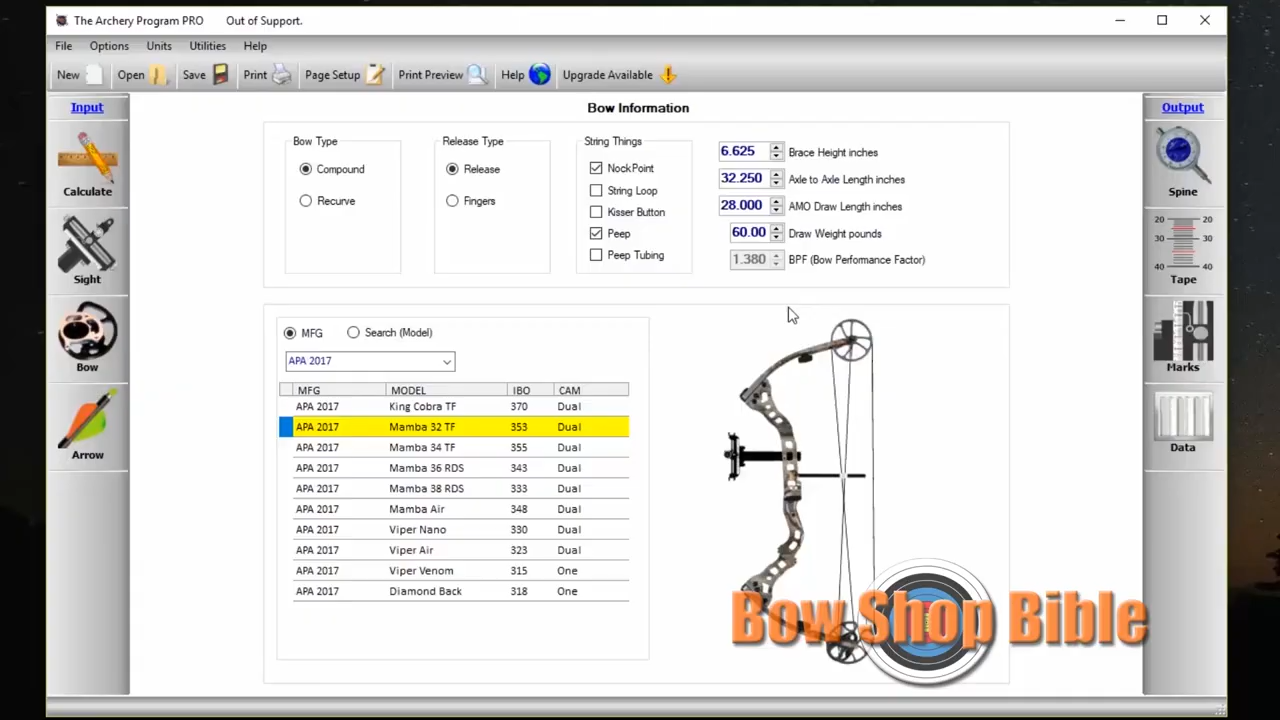 The Archery Program PRO Out of Support.
File Options Units Utilities Help
New Open Save Print Page Setup Print Preview Help Upgrade Available
Input
Calculate
Sight
Bow
Arrow
Bow Information
Bow Type
Compound
Recurve
Release Type
Release
Fingers
String Things
NockPoint
String Loop
Kisser Button
Peep
Peep Tubing
6.625 Brace Height inches
32.250 Axle to Axle Length inches
28.000 AMO Draw Length inches
60.00 Draw Weight pounds
1.380 BPF (Bow Performance Factor)
MFG Search (Model)
APA 2017
MFG MODEL IBO CAM
APA 2017 King Cobra TF 370 Dual
APA 2017 Mamba 32 TF 353 Dual
APA 2017 Mamba 34 TF 355 Dual
APA 2017 Mamba 36 RDS 343 Dual
APA 2017 Mamba 38 RDS 333 Dual
APA 2017 Mamba Air 348 Dual
APA 2017 Viper Nano 330 Dual
APA 2017 Viper Air 323 Dual
APA 2017 Viper Venom 315 One
APA 2017 Diamond Back 318 One
Bow Shop Bible
Output
Spine
20 20
30 30
40 40
Tape
Marks
Data